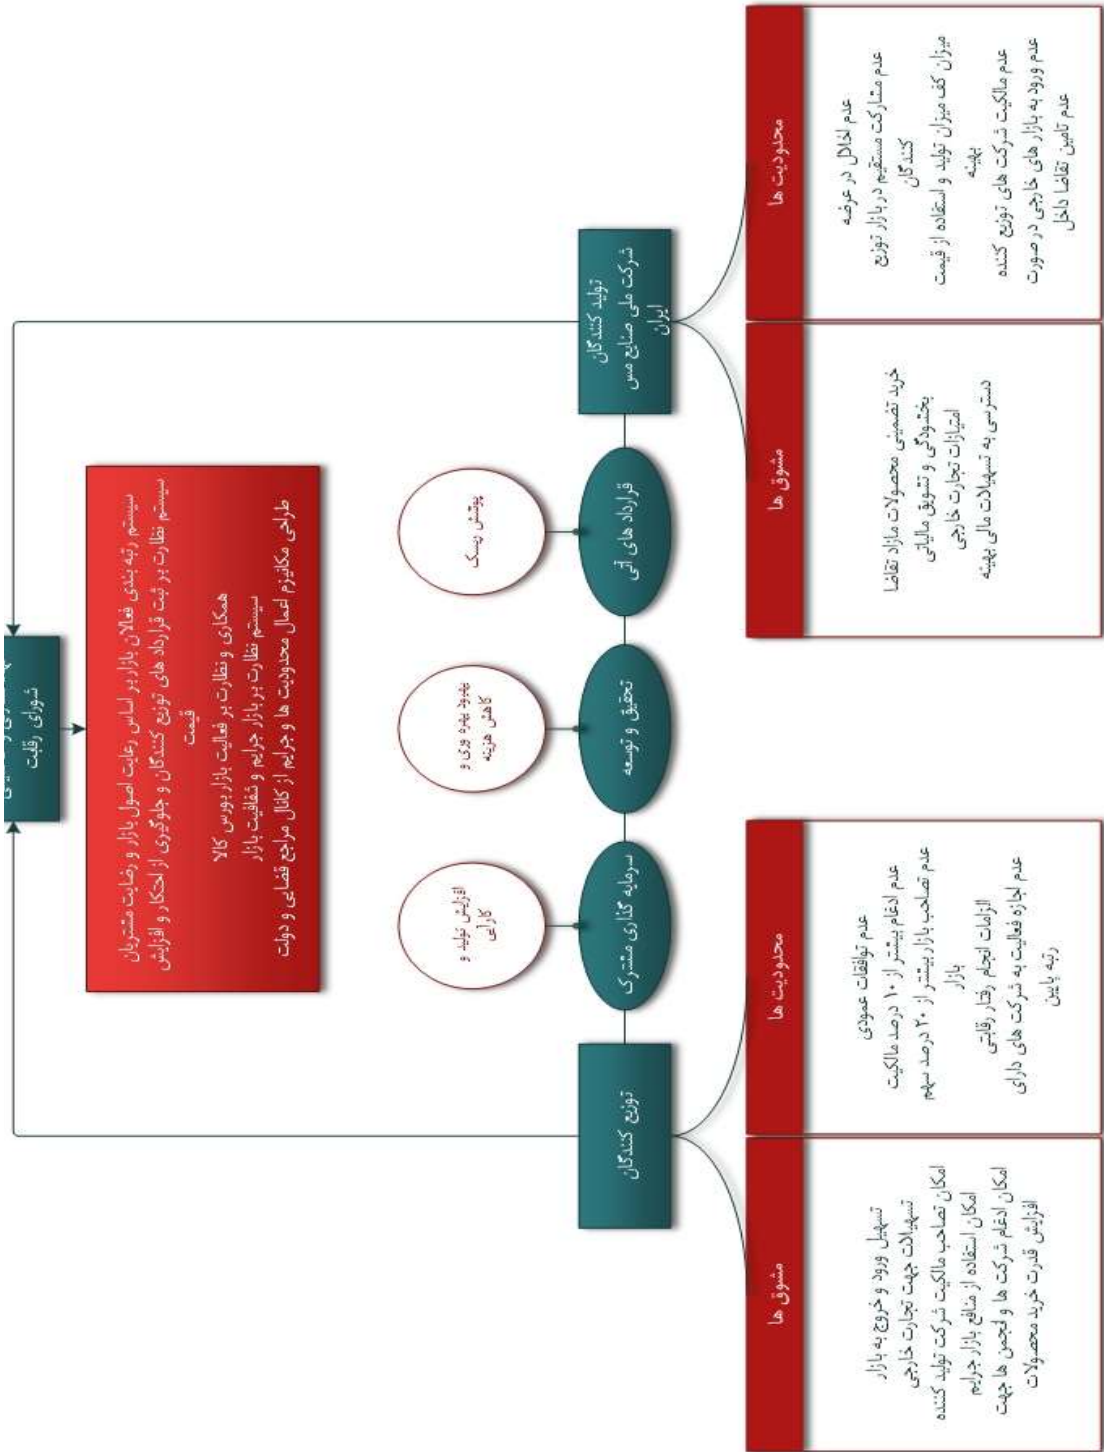 شورای رقابت
سیستم رتبه بندی فعالان بازار بر اساس رعایت اصول بازار و رضایت مشتریان
سیستم نظارت بر ثبت قرارداد های توزیع کنندگان و جلوگیری از احتکار و افزایش
قیمت
همکاری و نظارت بر فعالیت بازار بورس کالا
سیستم نظارت بر بازار جرایم و شفافیت بازار
طراحی مکانیزم اعمال محدودیت ها و جرایم از کانال مراجع قضایی و دولت
پوشش ریسک
بهبود بهره وری و
کاهش هزینه
افزایش تولید و
کارآیی
تولید کنندگان
شرکت ملی صنایع مس
ایران
قرارداد های آتی
تحقیق و توسعه
سرمایه گذاری مشترک
توزیع کنندگان
محدودیت ها
عدم اخلال در عرضه
عدم مشارکت مستقیم در بازار توزیع
کنندگان
میزان کف میزان تولید و استفاده از قیمت
بهینه
عدم مالکیت شرکت های توزیع کننده
عدم ورود به بازار های خارجی در صورت
عدم تامین تقاضا داخل
مشوق ها
خرید تضمینی محصولات مازاد تقاضا
بخشودگی و تشویق مالیاتی
امتیازات تجارت خارجی
دسترسی به تسهیلات مالی بهینه
محدودیت ها
عدم توافقات عمودی
عدم ادغام بیشتر از ۱۰ درصد مالکیت
عدم تصاحب بازار بیشتر از ۲۰ درصد سهم
بازار
الزامات انجام رفتار رقابتی
عدم اجازه فعالیت به شرکت های دارای
رتبه پایین
مشوق ها
تسهیل ورود و خروج به بازار
تسهیلات جهت تجارت خارجی
امکان تصاحب مالکیت شرکت تولید کننده
امکان استفاده از منافع بازار جرایم
امکان ادغام شرکت ها و انجمن ها جهت
افزایش قدرت خرید محصولات